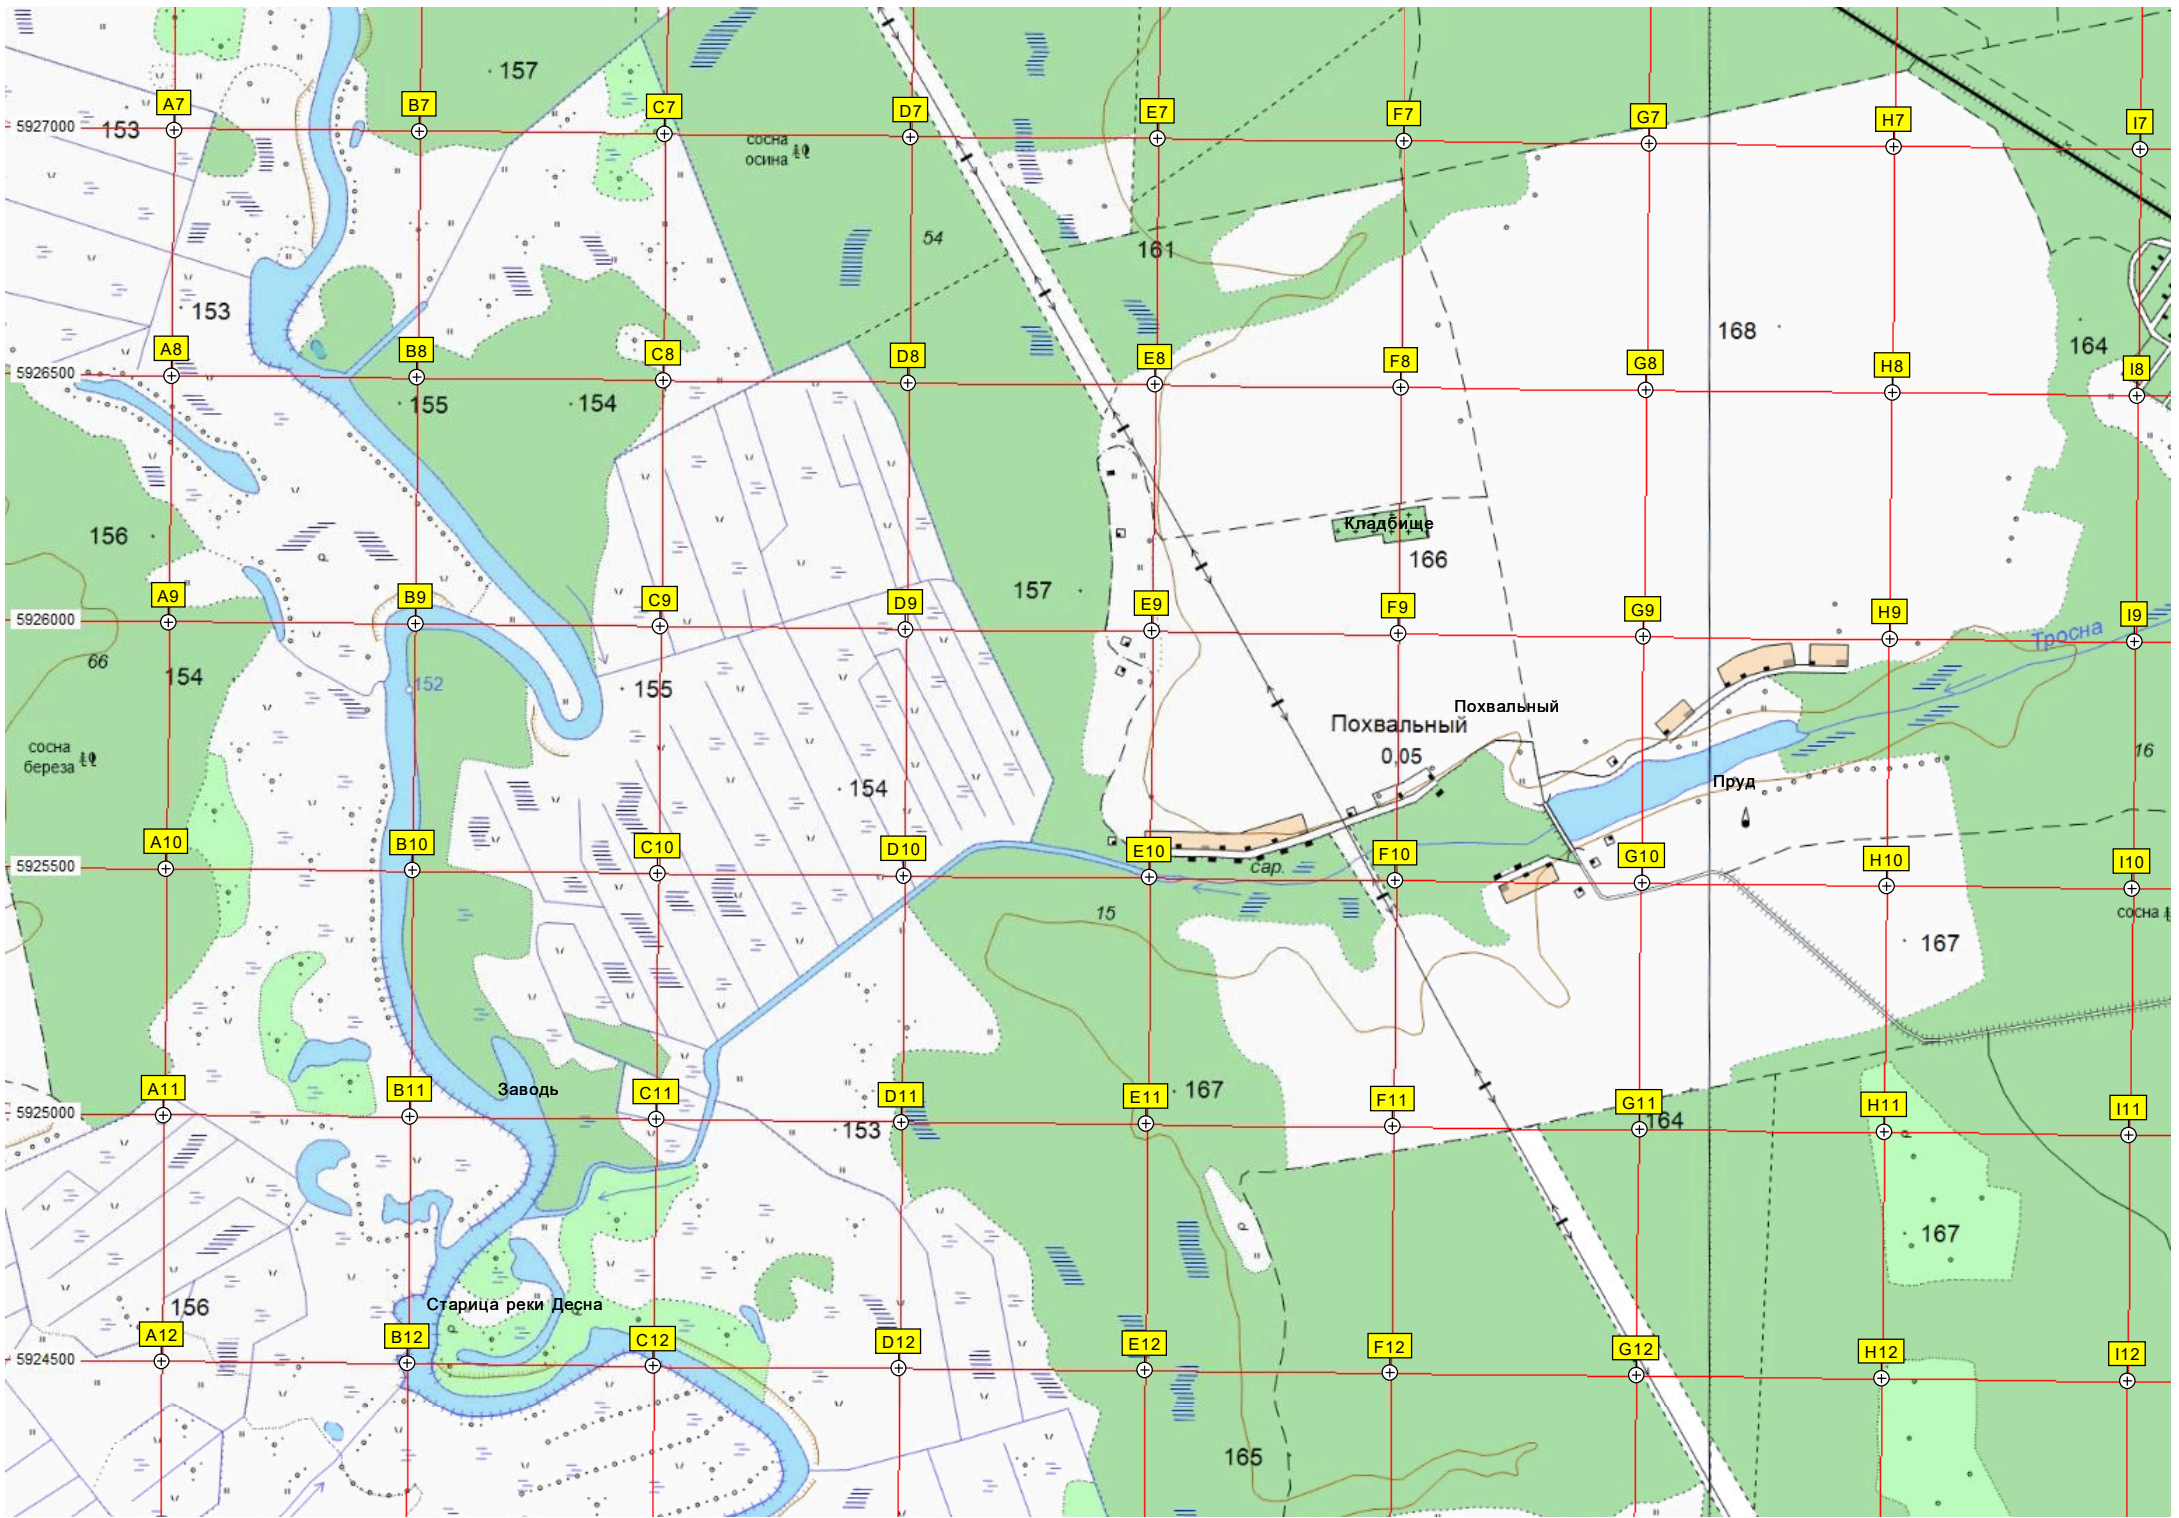 157
A7
B7
C7
D7
E7
F7
G7
H7
I7
5927000
153
сосна
осина
54
161
153
168
164
A8
B8
C8
D8
E8
F8
G8
H8
I8
5926500
155
154
156
Кладбище
166
157
A9
B9
C9
D9
E9
F9
G9
H9
I9
5926000
Тросна
66
154
152
155
Похвальный
Похвальный
0,05
сосна
береза
16
154
Пруд
A10
B10
C10
D10
E10
F10
G10
H10
I10
5925500
сар.
15
сосна
167
Заводь
167
A11
B11
C11
D11
E11
F11
G11
H11
I11
5925000
153
164
167
156
Старица реки Десна
A12
B12
C12
D12
E12
F12
G12
H12
I12
5924500
165